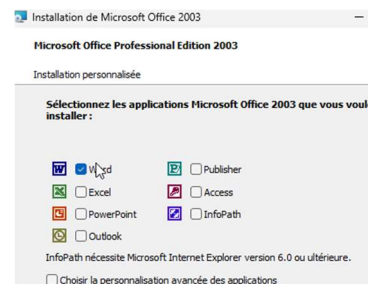 Installation de Microsoft Office 2003
Microsoft Office Professional Edition 2003
Installation personnalisée
Sélectionnez les applications Microsoft Office 2003 que vous
installer :
Word Publisher
Excel Access
PowerPoint InfoPath
Outlook
InfoPath nécessite Microsoft Internet Explorer version 6.0 ou ultérieure.
Choisir la personnalisation avancée des applications